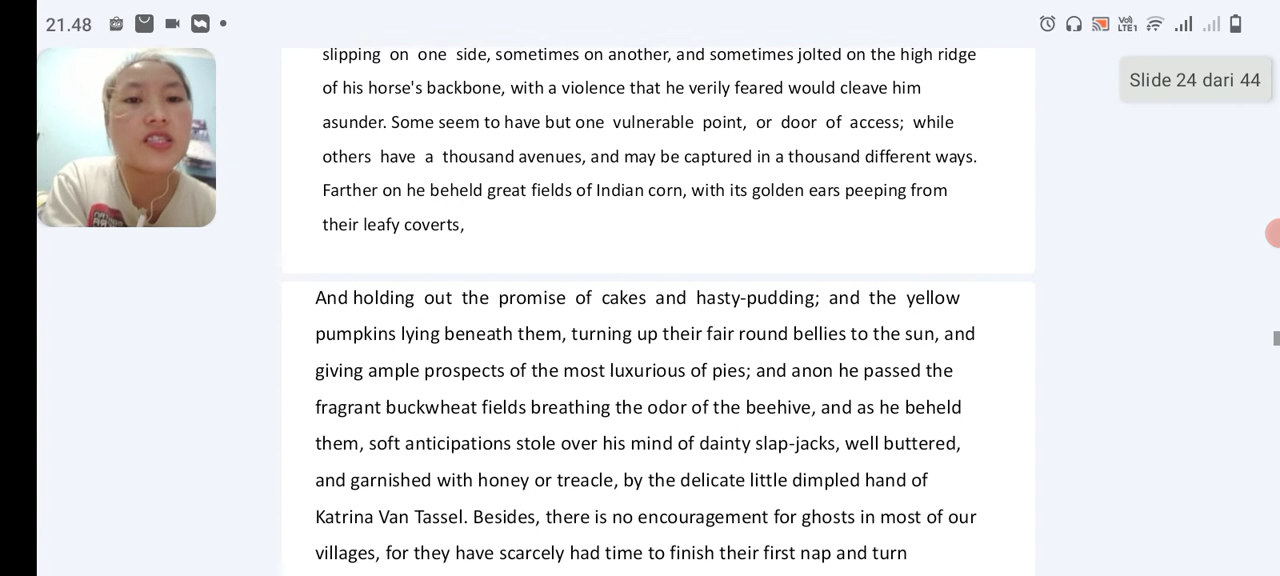 21.48
Slide 24 dari 44
slipping on one side, sometimes on another, and sometimes jolted on the high ridge
of his horse's backbone, with a violence that he verily feared would cleave him
asunder. Some seem to have but one vulnerable point, or door of access; while
others have a thousand avenues, and may be captured in a thousand different ways.
Farther on he beheld great fields of Indian corn, with its golden ears peeping from
their leafy coverts,
And holding out the promise of cakes and hasty-pudding; and the yellow
pumpkins lying beneath them, turning up their fair round bellies to the sun, and
giving ample prospects of the most luxurious of pies; and anon he passed the
fragrant buckwheat fields breathing the odor of the beehive, and as he beheld
them, soft anticipations stole over his mind of dainty slap-jacks, well buttered,
and garnished with honey or treacle, by the delicate little dimpled hand of
Katrina Van Tassel. Besides, there is no encouragement for ghosts in most of our
villages, for they have scarcely had time to finish their first nap and turn